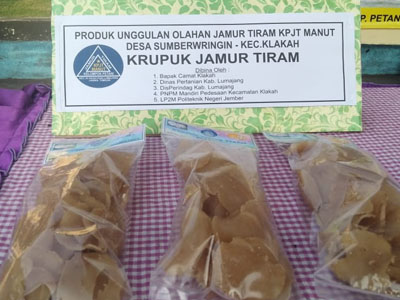 PRODUK UNGGULAN OLAHAN JAMUR TIRAM KPJT MANUT
DESA SUMBERWRINGIN - KEC.KLAKAH
KRUPUK JAMUR TIRAM
Dibina Oleh :
1. Bapak Camat Klakah
2. Dinas Pertanian Kab. Lumajang
3. DisPerindag Kab. Lumajang
4. PNPM Mandiri Pedesaan Kecamatan Klakah
5. LP2M Politeknik Negeri Jember
P. PETAN